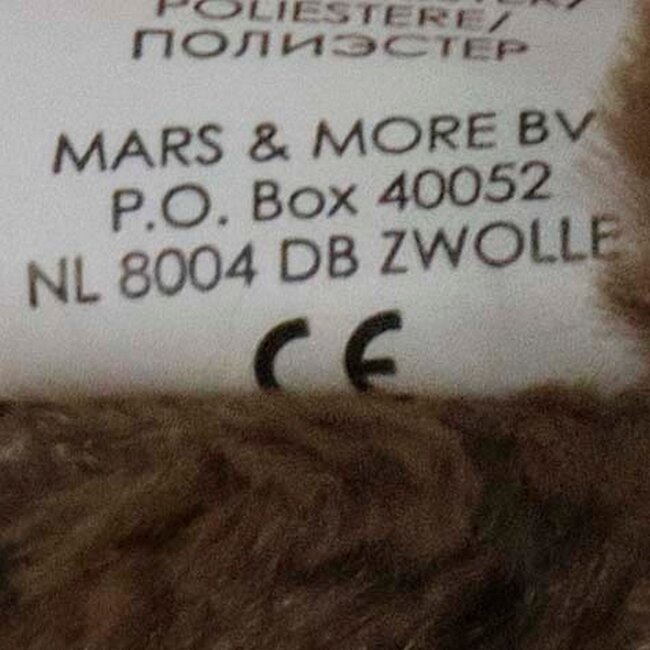 POLIESTERE/
ПОЛИЭСТЕР
MARS & MORE BV
P.O. Box 40052
NL 8004 DB ZWOLLE
CE